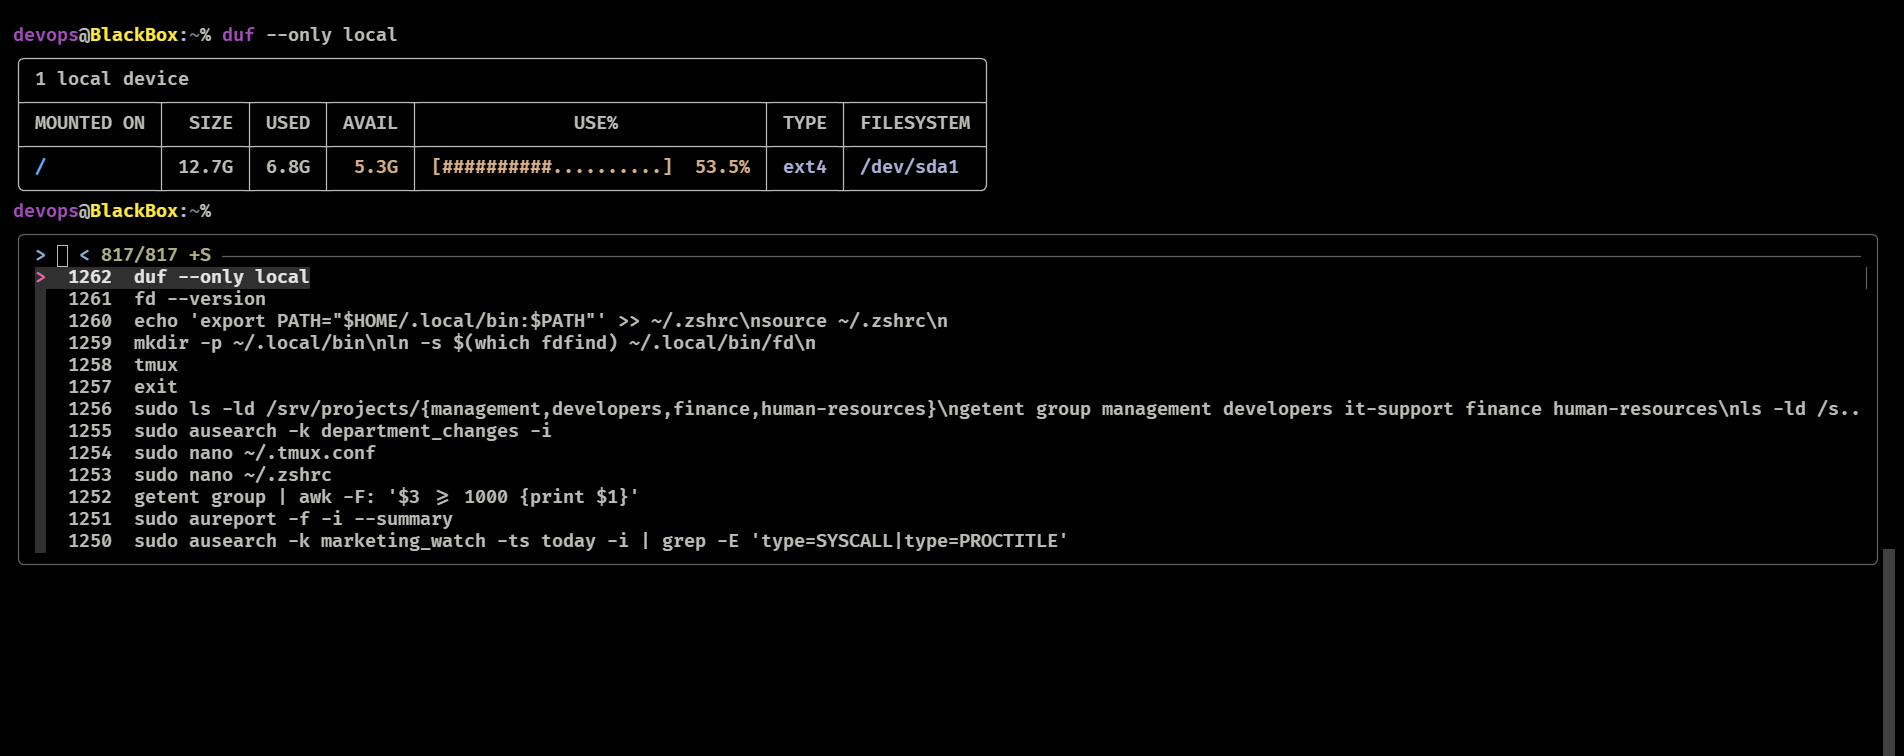 devops@BlackBox:~% duf --only local
1 local device
MOUNTED ON SIZE USED AVAIL USE% TYPE FILESYSTEM
/ 12.7G 6.8G 5.3G [##########..........] 53.5% ext4 /dev/sda1
devops@BlackBox:~%
> < 817/817 +S
> 1262 duf --only local
1261 fd --version
1260 echo 'export PATH="$HOME/.local/bin:$PATH"' >> ~/.zshrc\nsource ~/.zshrc\n
1259 mkdir -p ~/.local/bin\nln -s $(which fdfind) ~/.local/bin/fd\n
1258 tmux
1257 exit
1256 sudo ls -ld /srv/projects/{management,developers,finance,human-resources}\ngetent group management developers it-support finance human-resources\nls -ld /s..
1255 sudo ausearch -k department_changes -i
1254 sudo nano ~/.tmux.conf
1253 sudo nano ~/.zshrc
1252 getent group | awk -F: '$3 >= 1000 {print $1}'
1251 sudo aureport -f -i --summary
1250 sudo ausearch -k marketing_watch -ts today -i | grep -E 'type=SYSCALL|type=PROCTITLE'